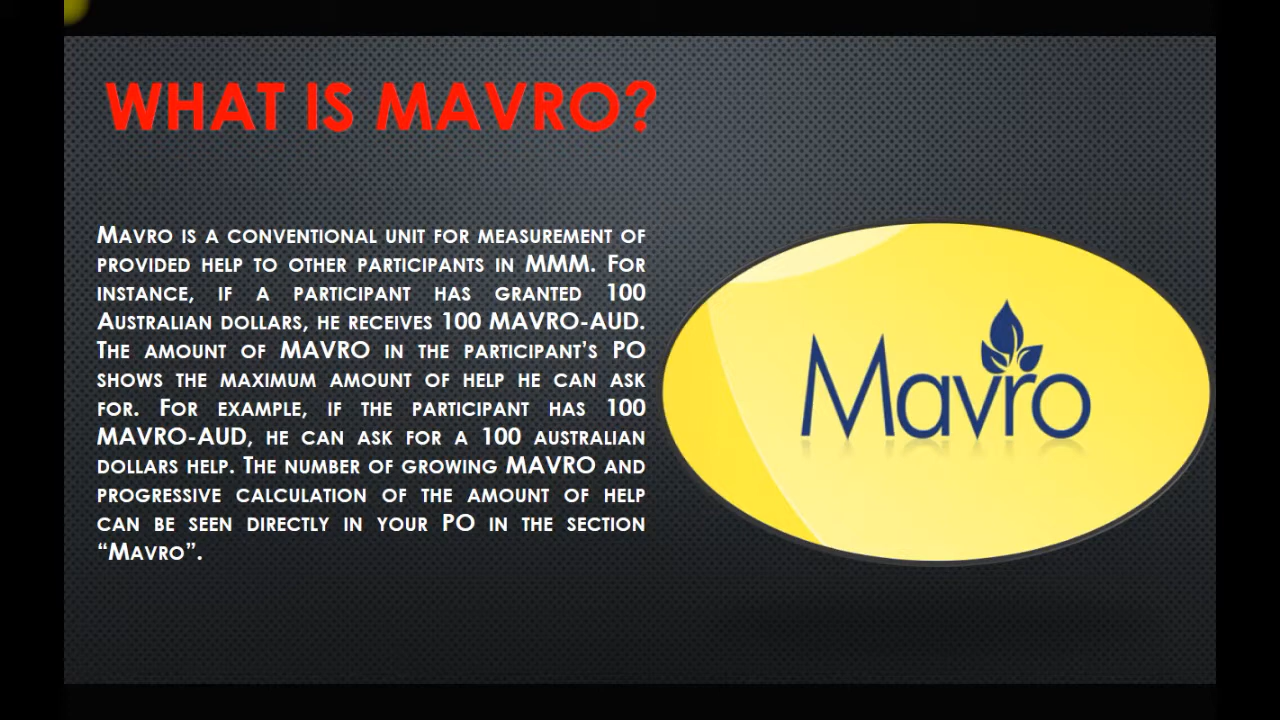 WHAT IS MAVRO?
MAVRO IS A CONVENTIONAL UNIT FOR MEASUREMENT OF
PROVIDED HELP TO OTHER PARTICIPANTS IN MMM. FOR
INSTANCE, IF A PARTICIPANT HAS GRANTED 100
AUSTRALIAN DOLLARS, HE RECEIVES 100 MAVRO-AUD.
THE AMOUNT OF MAVRO IN THE PARTICIPANT’S PO
SHOWS THE MAXIMUM AMOUNT OF HELP HE CAN ASK
FOR. FOR EXAMPLE, IF THE PARTICIPANT HAS 100
MAVRO-AUD, HE CAN ASK FOR A 100 AUSTRALIAN
DOLLARS HELP. THE NUMBER OF GROWING MAVRO AND
PROGRESSIVE CALCULATION OF THE AMOUNT OF HELP
CAN BE SEEN DIRECTLY IN YOUR PO IN THE SECTION
“MAVRO”.
Mavro